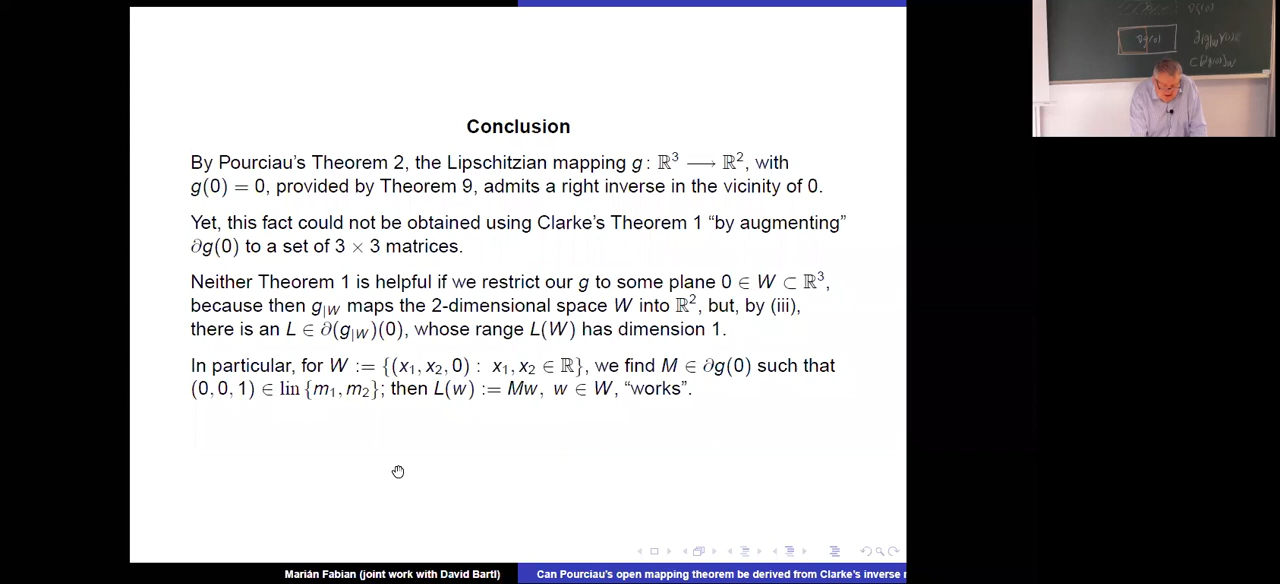 Conclusion
By Pourciau's Theorem 2, the Lipschitzian mapping g : ℝ³ ⟶ ℝ², with
g(0) = 0, provided by Theorem 9, admits a right inverse in the vicinity of 0.
Yet, this fact could not be obtained using Clarke's Theorem 1 “by augmenting”
∂g(0) to a set of 3 × 3 matrices.
Neither Theorem 1 is helpful if we restrict our g to some plane 0 ∈ W ⊂ ℝ³,
because then g|W maps the 2-dimensional space W into ℝ², but, by (iii),
there is an L ∈ ∂(g|W)(0), whose range L(W) has dimension 1.
In particular, for W := {(x₁, x₂, 0) : x₁, x₂ ∈ ℝ}, we find M ∈ ∂g(0) such that
(0, 0, 1) ∈ lin {m₁, m₂}; then L(w) := Mw, w ∈ W, “works”.
Marián Fabian (joint work with David Bartl)
Can Pourciau's open mapping theorem be derived from Clarke's inverse